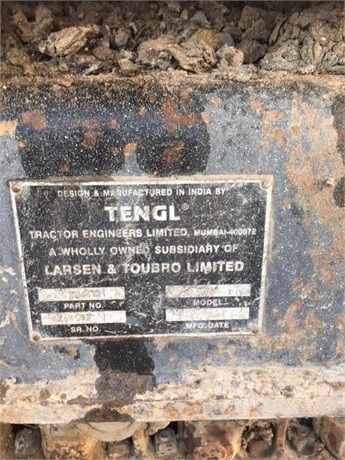 DESIGN & MANUFACTURED IN INDIA BY
TENGL®
TRACTOR ENGINEERS LIMITED, MUMBAI-400072
A WHOLLY OWNED SUBSIDIARY OF
LARSEN & TOUBRO LIMITED
PART NO. MODEL
SR.NO MFG DATE